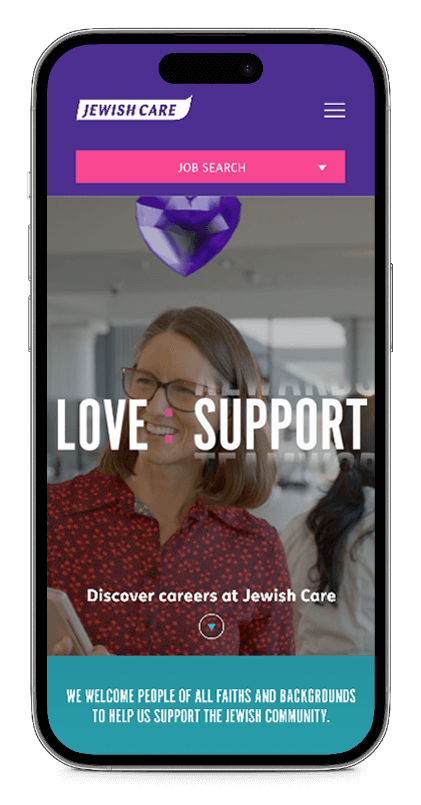 JEWISH CARE
JOB SEARCH
REWARDS
LOVE : SUPPORT
Discover careers at Jewish Care
WE WELCOME PEOPLE OF ALL FAITHS AND BACKGROUNDS
TO HELP US SUPPORT THE JEWISH COMMUNITY.